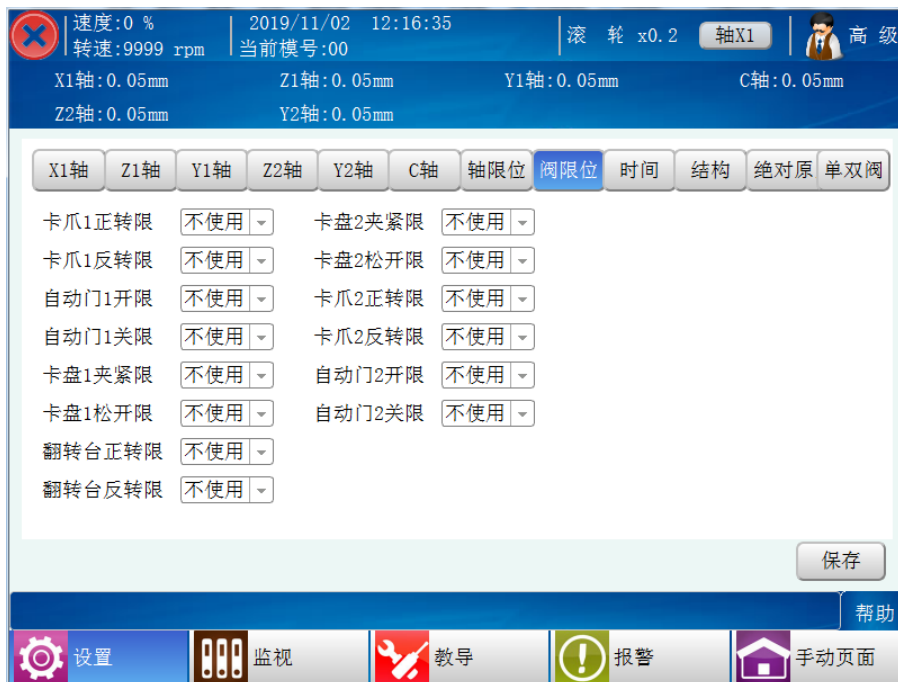 速度:0 % 2019/11/02 12:16:35 滚 轮 x0.2 轴X1 高 级
转速:9999 rpm 当前模号:00
X1轴:0.05mm Z1轴:0.05mm Y1轴:0.05mm C轴:0.05mm
Z2轴:0.05mm Y2轴:0.05mm
X1轴 Z1轴 Y1轴 Z2轴 Y2轴 C轴 轴限位 阀限位 时间 结构 绝对原 单双阀
卡爪1正转限 不使用 卡盘2夹紧限 不使用
卡爪1反转限 不使用 卡盘2松开限 不使用
自动门1开限 不使用 卡爪2正转限 不使用
自动门1关限 不使用 卡爪2反转限 不使用
卡盘1夹紧限 不使用 自动门2开限 不使用
卡盘1松开限 不使用 自动门2关限 不使用
翻转台正转限 不使用
翻转台反转限 不使用
保存
帮助
设置 监视 教导 报警 手动页面